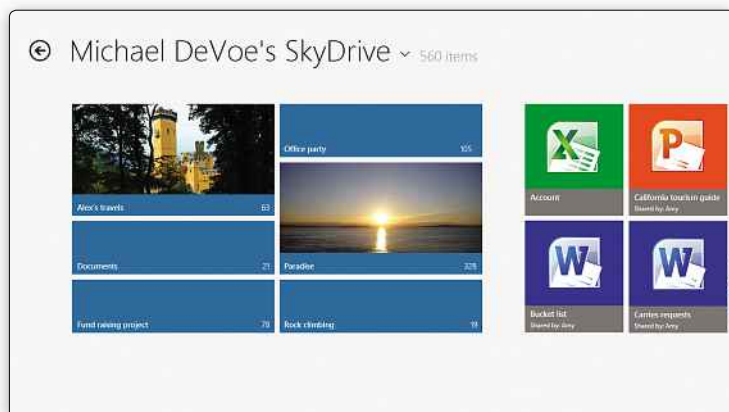 Michael DeVoe's SkyDrive 560 items
Alex's travels 63
Documents 21
Fund raising project 78
Office party 105
Paradise 328
Rock climbing 19
X
Account
P
California tourism guide
Shared by: Amy
W
Bucket list
Shared by: Amy
W
Carries requests
Shared by: Amy